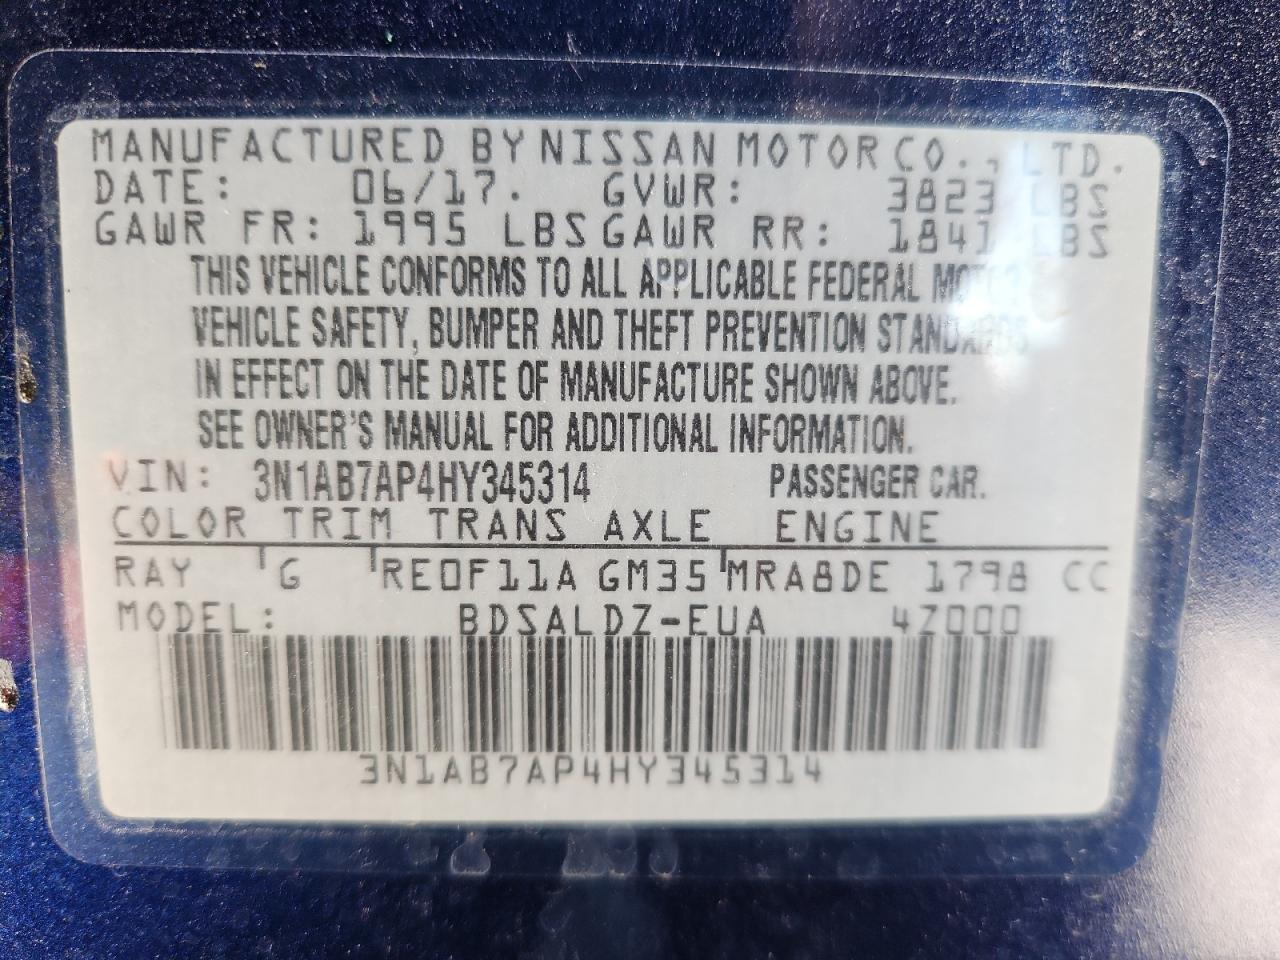 MANUFACTURED BY NISSAN MOTOR CO., LTD.
DATE: 06/17. GVWR: 3823 LBS
GAWR FR: 1995 LBS GAWR RR: 1841 LBS
THIS VEHICLE CONFORMS TO ALL APPLICABLE FEDERAL MOTOR
VEHICLE SAFETY, BUMPER AND THEFT PREVENTION STANDARDS
IN EFFECT ON THE DATE OF MANUFACTURE SHOWN ABOVE.
SEE OWNER'S MANUAL FOR ADDITIONAL INFORMATION.
VIN: 3N1AB7AP4HY345314 PASSENGER CAR.
COLOR TRIM TRANS AXLE ENGINE
RAY G RE0F11A GM35 MRA8DE 1798 CC
MODEL: BDSALDZ-EUA 4Z000
3N1AB7AP4HY345314